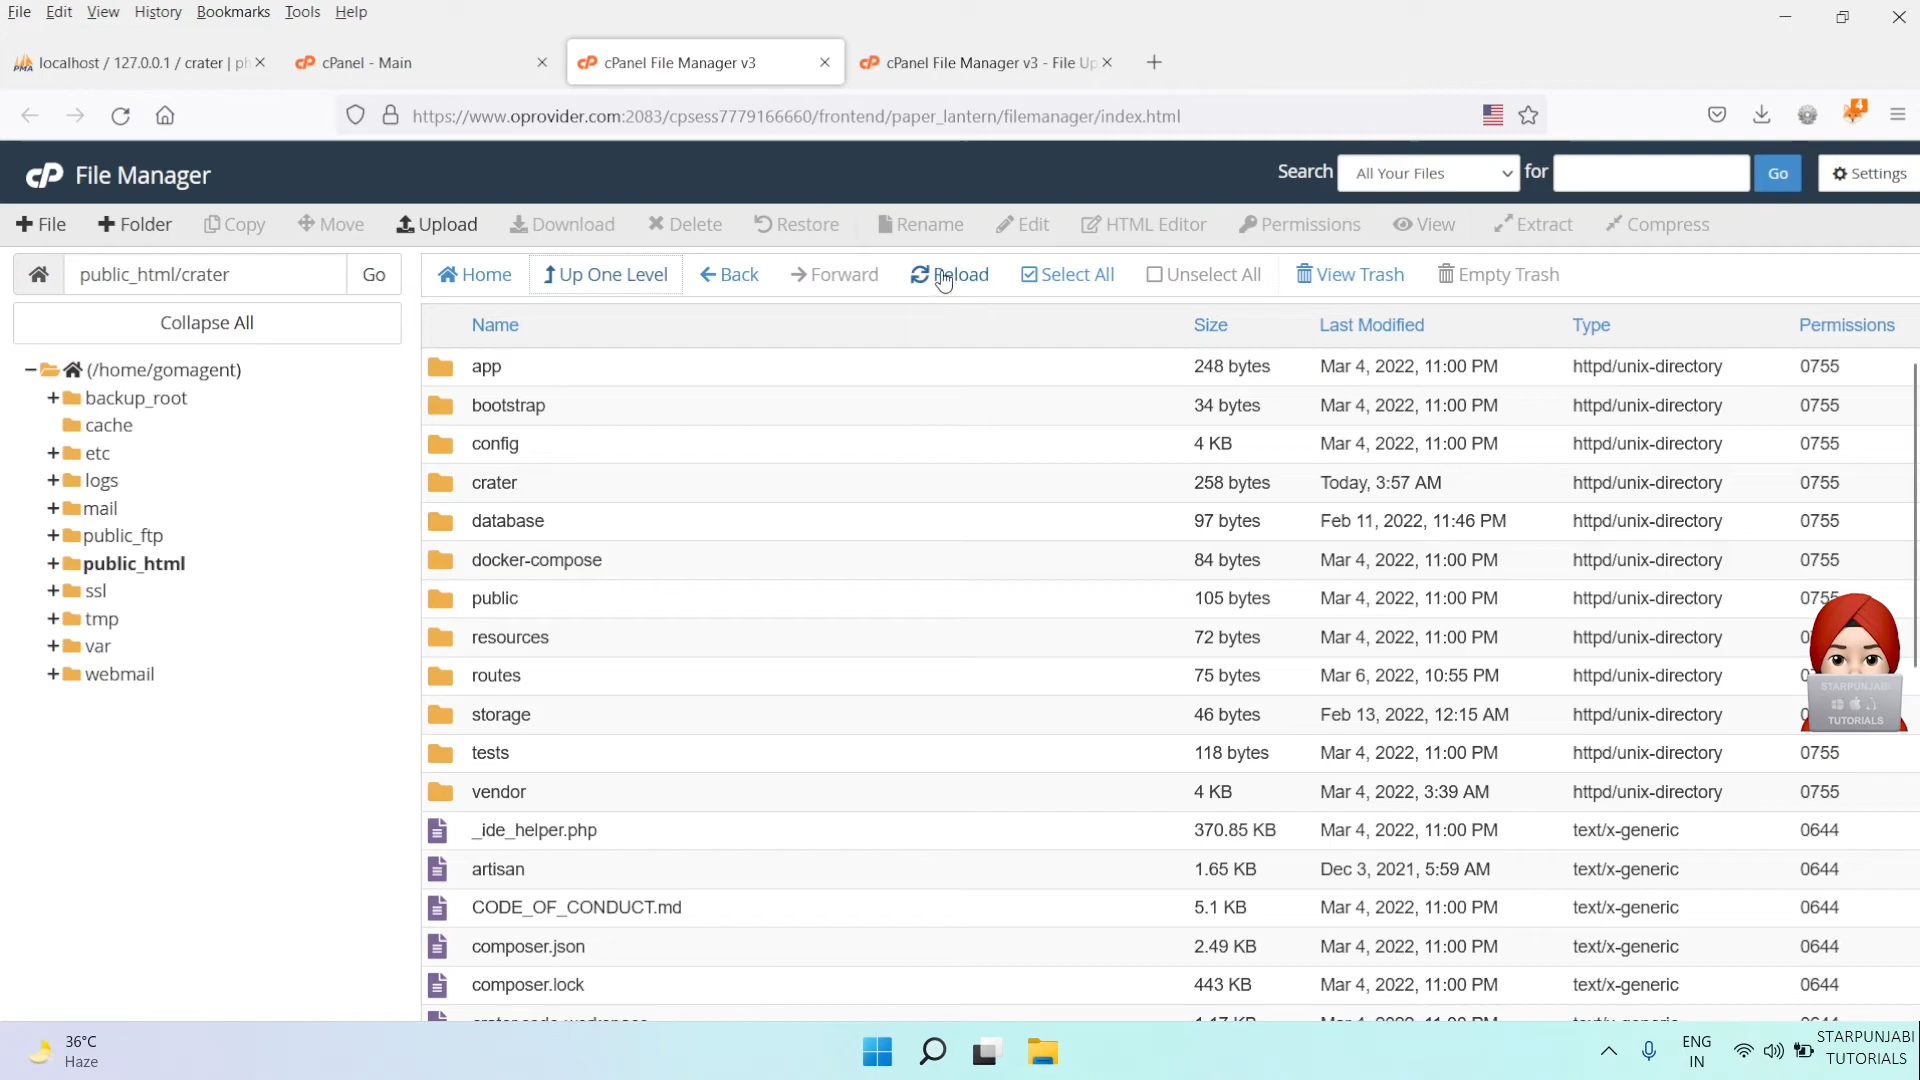 File Edit View History Bookmarks Tools Help
localhost / 127.0.0.1 / crater | ph
cPanel - Main
cPanel File Manager v3
cPanel File Manager v3 - File Up
https://www.oprovider.com:2083/cpsess7779166660/frontend/paper_lantern/filemanager/index.html
4
cP File Manager
Search All Your Files for Go Settings
File Folder Copy Move Upload Download Delete Restore Rename Edit HTML Editor Permissions View Extract Compress
public_html/crater Go
Home Up One Level Back Forward Reload Select All Unselect All View Trash Empty Trash
Collapse All
(/home/gomagent)
backup_root
cache
etc
logs
mail
public_ftp
public_html
ssl
tmp
var
webmail
Name Size Last Modified Type Permissions
app 248 bytes Mar 4, 2022, 11:00 PM httpd/unix-directory 0755
bootstrap 34 bytes Mar 4, 2022, 11:00 PM httpd/unix-directory 0755
config 4 KB Mar 4, 2022, 11:00 PM httpd/unix-directory 0755
crater 258 bytes Today, 3:57 AM httpd/unix-directory 0755
database 97 bytes Feb 11, 2022, 11:46 PM httpd/unix-directory 0755
docker-compose 84 bytes Mar 4, 2022, 11:00 PM httpd/unix-directory 0755
public 105 bytes Mar 4, 2022, 11:00 PM httpd/unix-directory 0755
resources 72 bytes Mar 4, 2022, 11:00 PM httpd/unix-directory
routes 75 bytes Mar 6, 2022, 10:55 PM httpd/unix-directory
storage 46 bytes Feb 13, 2022, 12:15 AM httpd/unix-directory
tests 118 bytes Mar 4, 2022, 11:00 PM httpd/unix-directory 0755
vendor 4 KB Mar 4, 2022, 3:39 AM httpd/unix-directory 0755
_ide_helper.php 370.85 KB Mar 4, 2022, 11:00 PM text/x-generic 0644
artisan 1.65 KB Dec 3, 2021, 5:59 AM text/x-generic 0644
CODE_OF_CONDUCT.md 5.1 KB Mar 4, 2022, 11:00 PM text/x-generic 0644
composer.json 2.49 KB Mar 4, 2022, 11:00 PM text/x-generic 0644
composer.lock 443 KB Mar 4, 2022, 11:00 PM text/x-generic 0644
STARPUNJABI
TUTORIALS
36°C
Haze
ENG
IN
STARPUNJABI
TUTORIALS